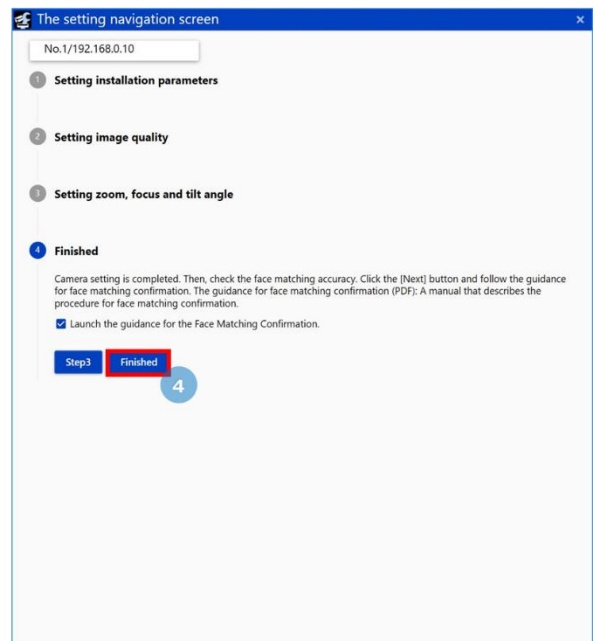 The setting navigation screen
No.1/192.168.0.10
1 Setting installation parameters
2 Setting image quality
3 Setting zoom, focus and tilt angle
4 Finished
Camera setting is completed. Then, check the face matching accuracy. Click the [Next] button and follow the guidance
for face matching confirmation. The guidance for face matching confirmation (PDF): A manual that describes the
procedure for face matching confirmation.
Launch the guidance for the Face Matching Confirmation.
Step3 Finished
4